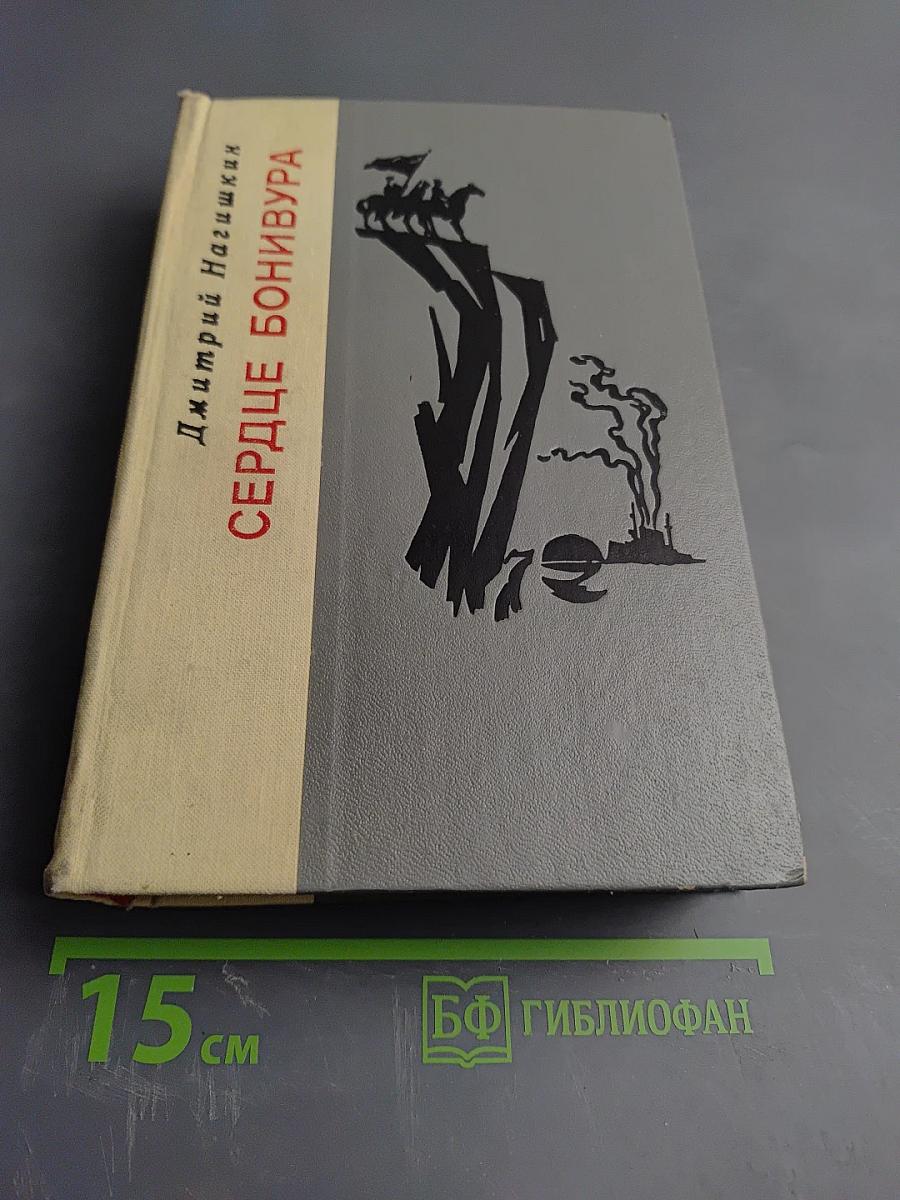 Дмитрий Нагишкин
СЕРДЦЕ БОНИВУРА
15 см
БФ ГИБЛИОФАН